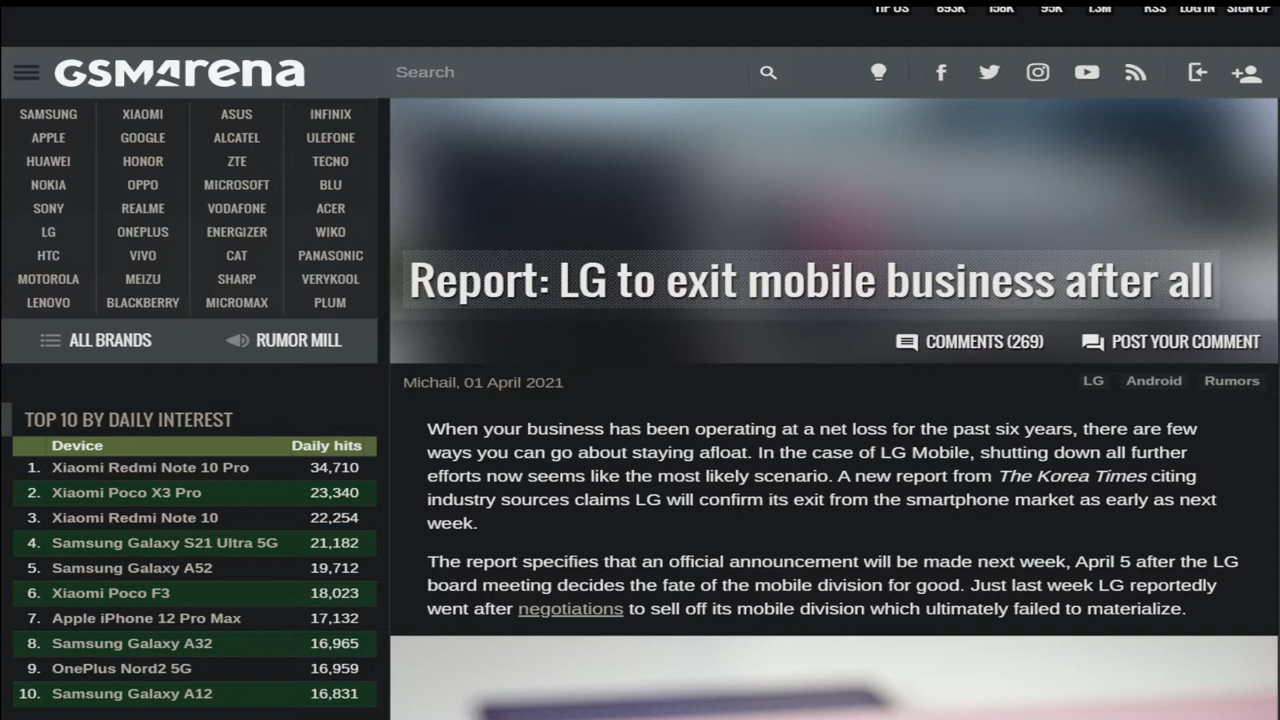 TIP US 893K 158K 95K 1.3M RSS LOG IN SIGN UP
GSMArena
Search
SAMSUNG XIAOMI ASUS INFINIX
APPLE GOOGLE ALCATEL ULEFONE
HUAWEI HONOR ZTE TECNO
NOKIA OPPO MICROSOFT BLU
SONY REALME VODAFONE ACER
LG ONEPLUS ENERGIZER WIKO
HTC VIVO CAT PANASONIC
MOTOROLA MEIZU SHARP VERYKOOL
LENOVO BLACKBERRY MICROMAX PLUM
ALL BRANDS RUMOR MILL
Report: LG to exit mobile business after all
COMMENTS (269) POST YOUR COMMENT
Michail, 01 April 2021
LG Android Rumors
When your business has been operating at a net loss for the past six years, there are few
ways you can go about staying afloat. In the case of LG Mobile, shutting down all further
efforts now seems like the most likely scenario. A new report from The Korea Times citing
industry sources claims LG will confirm its exit from the smartphone market as early as next
week.
The report specifies that an official announcement will be made next week, April 5 after the LG
board meeting decides the fate of the mobile division for good. Just last week LG reportedly
went after negotiations to sell off its mobile division which ultimately failed to materialize.
TOP 10 BY DAILY INTEREST
Device Daily hits
1. Xiaomi Redmi Note 10 Pro 34,710
2. Xiaomi Poco X3 Pro 23,340
3. Xiaomi Redmi Note 10 22,254
4. Samsung Galaxy S21 Ultra 5G 21,182
5. Samsung Galaxy A52 19,712
6. Xiaomi Poco F3 18,023
7. Apple iPhone 12 Pro Max 17,132
8. Samsung Galaxy A32 16,965
9. OnePlus Nord2 5G 16,959
10. Samsung Galaxy A12 16,831